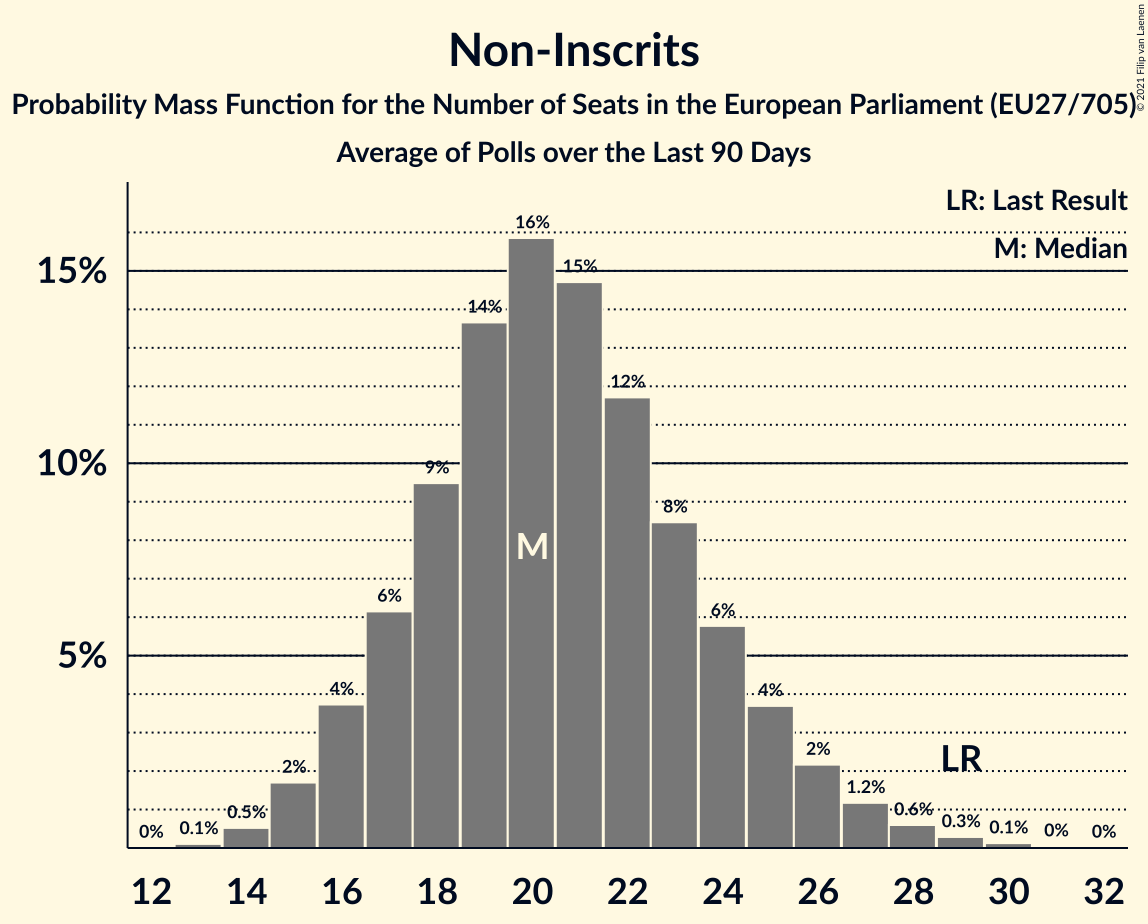 Non-Inscrits
Probability Mass Function for the Number of Seats in the European Parliament (EU27/705)
Average of Polls over the Last 90 Days
© 2021 Filip van Laenen
LR: Last Result
M: Median
15%
10%
5%
0%
0.1%
0.5%
2%
4%
6%
9%
14%
16%
15%
12%
8%
6%
4%
2%
1.2%
0.6%
0.3%
0.1%
0%
0%
M
LR
12 14 16 18 20 22 24 26 28 30 32